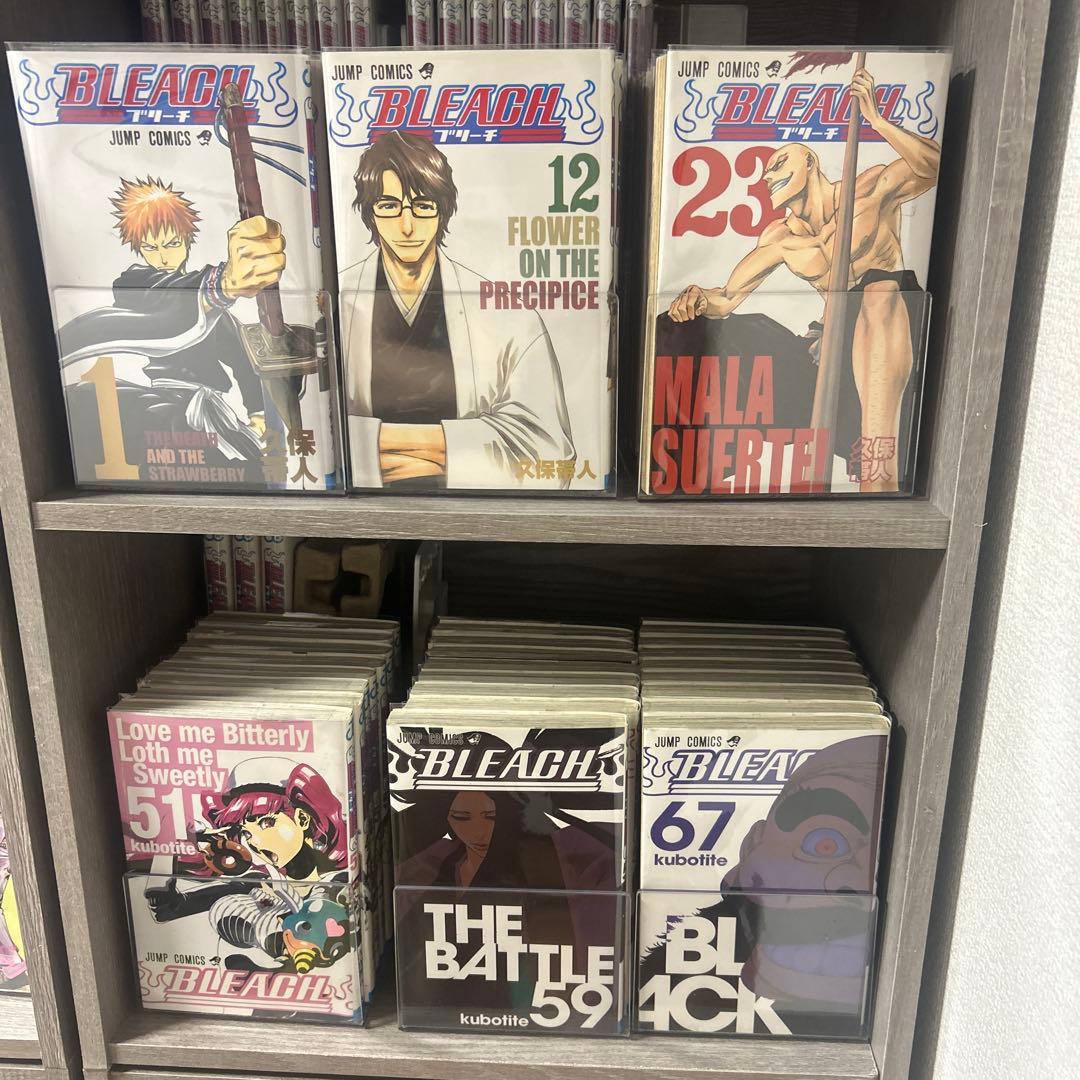 BLEACH
ブリーチ
JUMP COMICS
1
THE DEATH
AND THE
STRAWBERRY
久保
帯人
JUMP COMICS
BLEACH
ブリーチ
12
FLOWER
ON THE
PRECIPICE
久保帯人
JUMP COMICS
BLEACH
ブリーチ
23
MALA
SUERTE!
久保
帯人
Love me Bitterly
Loth me
Sweetly
51
kubotite
JUMP COMICS
BLEACH
JUMP COMICS
BLEACH
THE
BATTLE
59
kubotite
JUMP COMICS
BLEAC
67
kubotite
BL
ACK